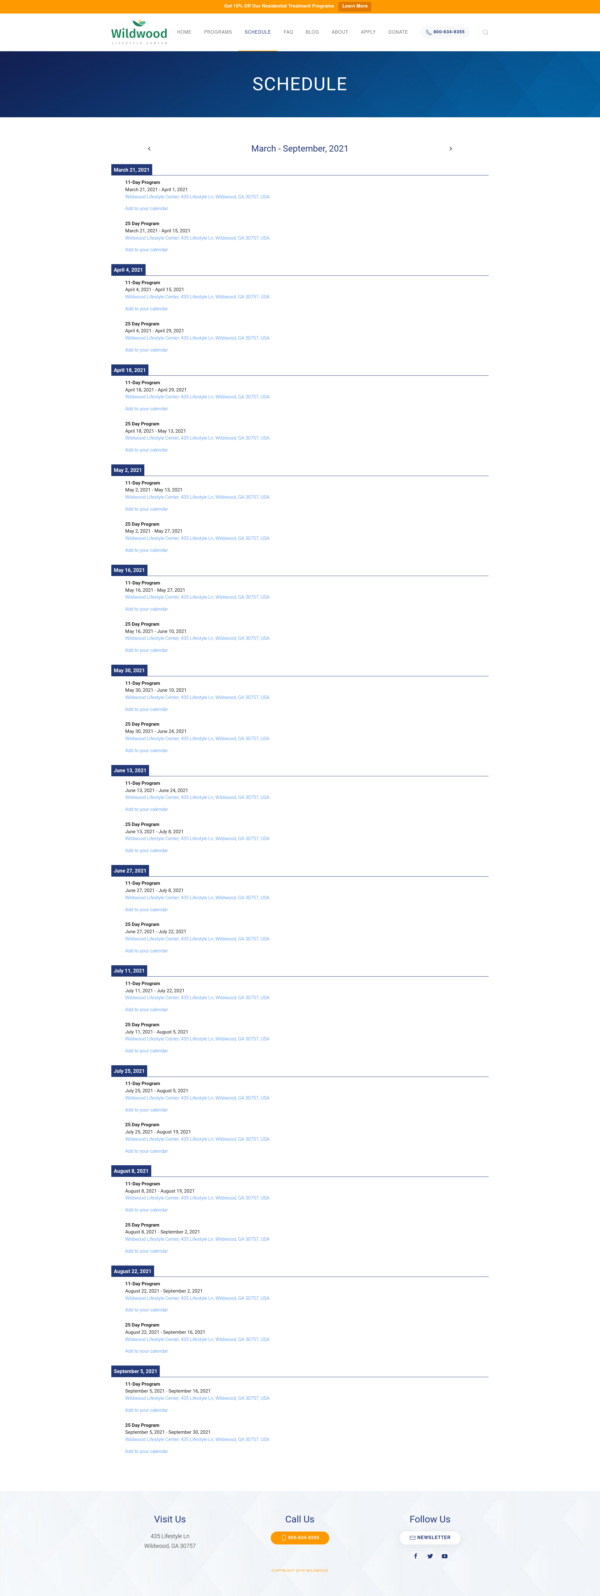 Get 10% Off Our Residential Treatment Programs Learn More
Wildwood
LIFESTYLE CENTER
HOME PROGRAMS SCHEDULE FAQ BLOG ABOUT APPLY DONATE 800-634-9355
SCHEDULE
March - September, 2021
March 21, 2021
11-Day Program
March 21, 2021 - April 1, 2021
Wildwood Lifestyle Center, 435 Lifestyle Ln, Wildwood, GA 30757, USA
Add to your calendar
25 Day Program
March 21, 2021 - April 15, 2021
Wildwood Lifestyle Center, 435 Lifestyle Ln, Wildwood, GA 30757, USA
Add to your calendar
April 4, 2021
11-Day Program
April 4, 2021 - April 15, 2021
Wildwood Lifestyle Center, 435 Lifestyle Ln, Wildwood, GA 30757, USA
Add to your calendar
25 Day Program
April 4, 2021 - April 29, 2021
Wildwood Lifestyle Center, 435 Lifestyle Ln, Wildwood, GA 30757, USA
Add to your calendar
April 18, 2021
11-Day Program
April 18, 2021 - April 29, 2021
Wildwood Lifestyle Center, 435 Lifestyle Ln, Wildwood, GA 30757, USA
Add to your calendar
25 Day Program
April 18, 2021 - May 13, 2021
Wildwood Lifestyle Center, 435 Lifestyle Ln, Wildwood, GA 30757, USA
Add to your calendar
May 2, 2021
11-Day Program
May 2, 2021 - May 13, 2021
Wildwood Lifestyle Center, 435 Lifestyle Ln, Wildwood, GA 30757, USA
Add to your calendar
25 Day Program
May 2, 2021 - May 27, 2021
Wildwood Lifestyle Center, 435 Lifestyle Ln, Wildwood, GA 30757, USA
Add to your calendar
May 16, 2021
11-Day Program
May 16, 2021 - May 27, 2021
Wildwood Lifestyle Center, 435 Lifestyle Ln, Wildwood, GA 30757, USA
Add to your calendar
25 Day Program
May 16, 2021 - June 10, 2021
Wildwood Lifestyle Center, 435 Lifestyle Ln, Wildwood, GA 30757, USA
Add to your calendar
May 30, 2021
11-Day Program
May 30, 2021 - June 10, 2021
Wildwood Lifestyle Center, 435 Lifestyle Ln, Wildwood, GA 30757, USA
Add to your calendar
25 Day Program
May 30, 2021 - June 24, 2021
Wildwood Lifestyle Center, 435 Lifestyle Ln, Wildwood, GA 30757, USA
Add to your calendar
June 13, 2021
11-Day Program
June 13, 2021 - June 24, 2021
Wildwood Lifestyle Center, 435 Lifestyle Ln, Wildwood, GA 30757, USA
Add to your calendar
25 Day Program
June 13, 2021 - July 8, 2021
Wildwood Lifestyle Center, 435 Lifestyle Ln, Wildwood, GA 30757, USA
Add to your calendar
June 27, 2021
11-Day Program
June 27, 2021 - July 8, 2021
Wildwood Lifestyle Center, 435 Lifestyle Ln, Wildwood, GA 30757, USA
Add to your calendar
25 Day Program
June 27, 2021 - July 22, 2021
Wildwood Lifestyle Center, 435 Lifestyle Ln, Wildwood, GA 30757, USA
Add to your calendar
July 11, 2021
11-Day Program
July 11, 2021 - July 22, 2021
Wildwood Lifestyle Center, 435 Lifestyle Ln, Wildwood, GA 30757, USA
Add to your calendar
25 Day Program
July 11, 2021 - August 5, 2021
Wildwood Lifestyle Center, 435 Lifestyle Ln, Wildwood, GA 30757, USA
Add to your calendar
July 25, 2021
11-Day Program
July 25, 2021 - August 5, 2021
Wildwood Lifestyle Center, 435 Lifestyle Ln, Wildwood, GA 30757, USA
Add to your calendar
25 Day Program
July 25, 2021 - August 19, 2021
Wildwood Lifestyle Center, 435 Lifestyle Ln, Wildwood, GA 30757, USA
Add to your calendar
August 8, 2021
11-Day Program
August 8, 2021 - August 19, 2021
Wildwood Lifestyle Center, 435 Lifestyle Ln, Wildwood, GA 30757, USA
Add to your calendar
25 Day Program
August 8, 2021 - September 2, 2021
Wildwood Lifestyle Center, 435 Lifestyle Ln, Wildwood, GA 30757, USA
Add to your calendar
August 22, 2021
11-Day Program
August 22, 2021 - September 2, 2021
Wildwood Lifestyle Center, 435 Lifestyle Ln, Wildwood, GA 30757, USA
Add to your calendar
25 Day Program
August 22, 2021 - September 16, 2021
Wildwood Lifestyle Center, 435 Lifestyle Ln, Wildwood, GA 30757, USA
Add to your calendar
September 5, 2021
11-Day Program
September 5, 2021 - September 16, 2021
Wildwood Lifestyle Center, 435 Lifestyle Ln, Wildwood, GA 30757, USA
Add to your calendar
25 Day Program
September 5, 2021 - September 30, 2021
Wildwood Lifestyle Center, 435 Lifestyle Ln, Wildwood, GA 30757, USA
Add to your calendar
Visit Us Call Us Follow Us
435 Lifestyle Ln 800-634-9355 NEWSLETTER
Wildwood, GA 30757
COPYRIGHT WILDWOOD